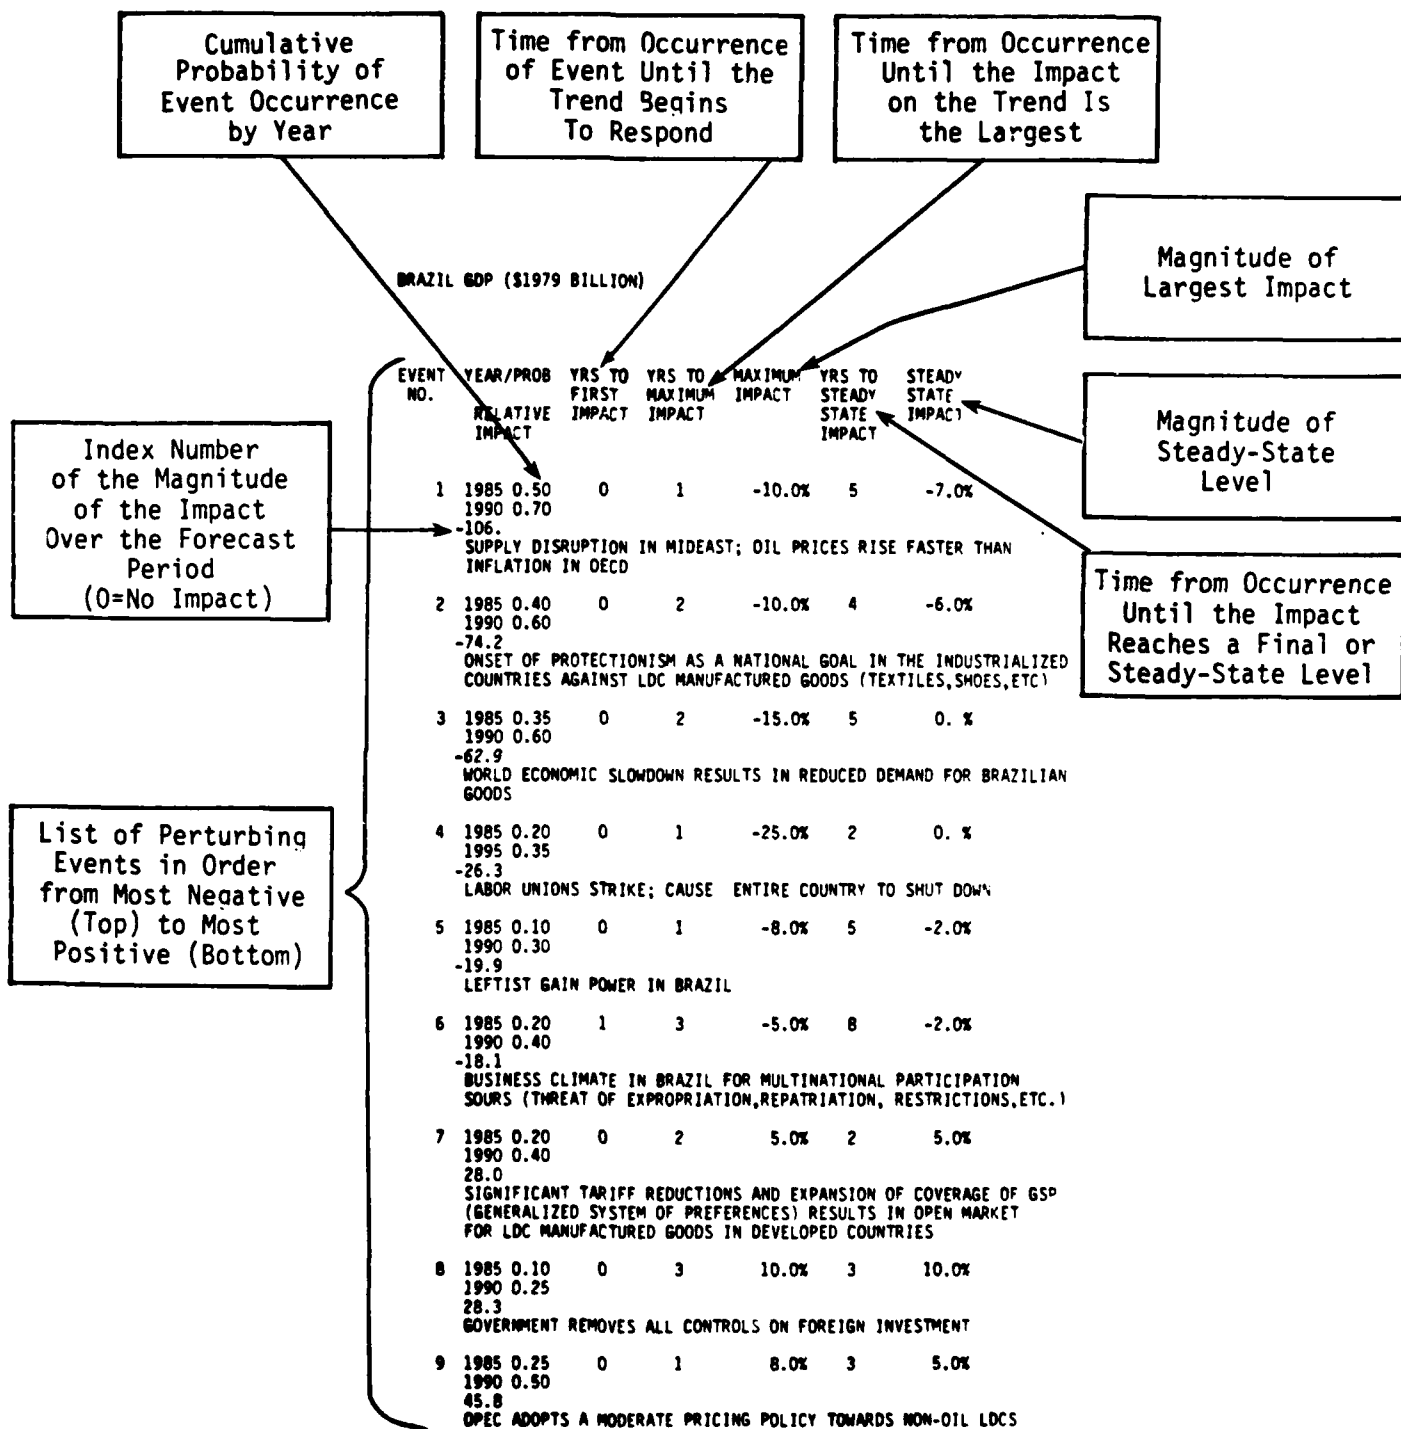 Cumulative
Probability of
Event Occurrence
by Year
Time from Occurrence
of Event Until the
Trend Begins
To Respond
Time from Occurrence
Until the Impact
on the Trend Is
the Largest
Magnitude of
Largest Impact
BRAZIL GDP ($1979 BILLION)
EVENT YEAR/PROB YRS TO YRS TO MAXIMUM YRS TO STEADY
NO. FIRST MAXIMUM IMPACT STEADY STATE
RELATIVE IMPACT IMPACT STATE IMPACT
IMPACT IMPACT
Magnitude of
Steady-State
Level
Index Number
of the Magnitude
of the Impact
Over the Forecast
Period
(0=No Impact)
1 1985 0.50 0 1 -10.0% 5 -7.0%
1990 0.70
-106.
SUPPLY DISRUPTION IN MIDEAST; OIL PRICES RISE FASTER THAN
INFLATION IN OECD
Time from Occurrence
Until the Impact
Reaches a Final or
Steady-State Level
2 1985 0.40 0 2 -10.0% 4 -6.0%
1990 0.60
-74.2
ONSET OF PROTECTIONISM AS A NATIONAL GOAL IN THE INDUSTRIALIZED
COUNTRIES AGAINST LDC MANUFACTURED GOODS (TEXTILES,SHOES,ETC)
3 1985 0.35 0 2 -15.0% 5 0. %
1990 0.60
-62.9
WORLD ECONOMIC SLOWDOWN RESULTS IN REDUCED DEMAND FOR BRAZILIAN
GOODS
List of Perturbing
Events in Order
from Most Negative
(Top) to Most
Positive (Bottom)
4 1985 0.20 0 1 -25.0% 2 0. %
1995 0.35
-26.3
LABOR UNIONS STRIKE; CAUSE ENTIRE COUNTRY TO SHUT DOWN
5 1985 0.10 0 1 -8.0% 5 -2.0%
1990 0.30
-19.9
LEFTIST GAIN POWER IN BRAZIL
6 1985 0.20 1 3 -5.0% 8 -2.0%
1990 0.40
-18.1
BUSINESS CLIMATE IN BRAZIL FOR MULTINATIONAL PARTICIPATION
SOURS (THREAT OF EXPROPRIATION,REPATRIATION, RESTRICTIONS,ETC.)
7 1985 0.20 0 2 5.0% 2 5.0%
1990 0.40
28.0
SIGNIFICANT TARIFF REDUCTIONS AND EXPANSION OF COVERAGE OF GSP
(GENERALIZED SYSTEM OF PREFERENCES) RESULTS IN OPEN MARKET
FOR LDC MANUFACTURED GOODS IN DEVELOPED COUNTRIES
8 1985 0.10 0 3 10.0% 3 10.0%
1990 0.25
28.3
GOVERNMENT REMOVES ALL CONTROLS ON FOREIGN INVESTMENT
9 1985 0.25 0 1 8.0% 3 5.0%
1990 0.50
45.8
OPEC ADOPTS A MODERATE PRICING POLICY TOWARDS NON-OIL LDCS